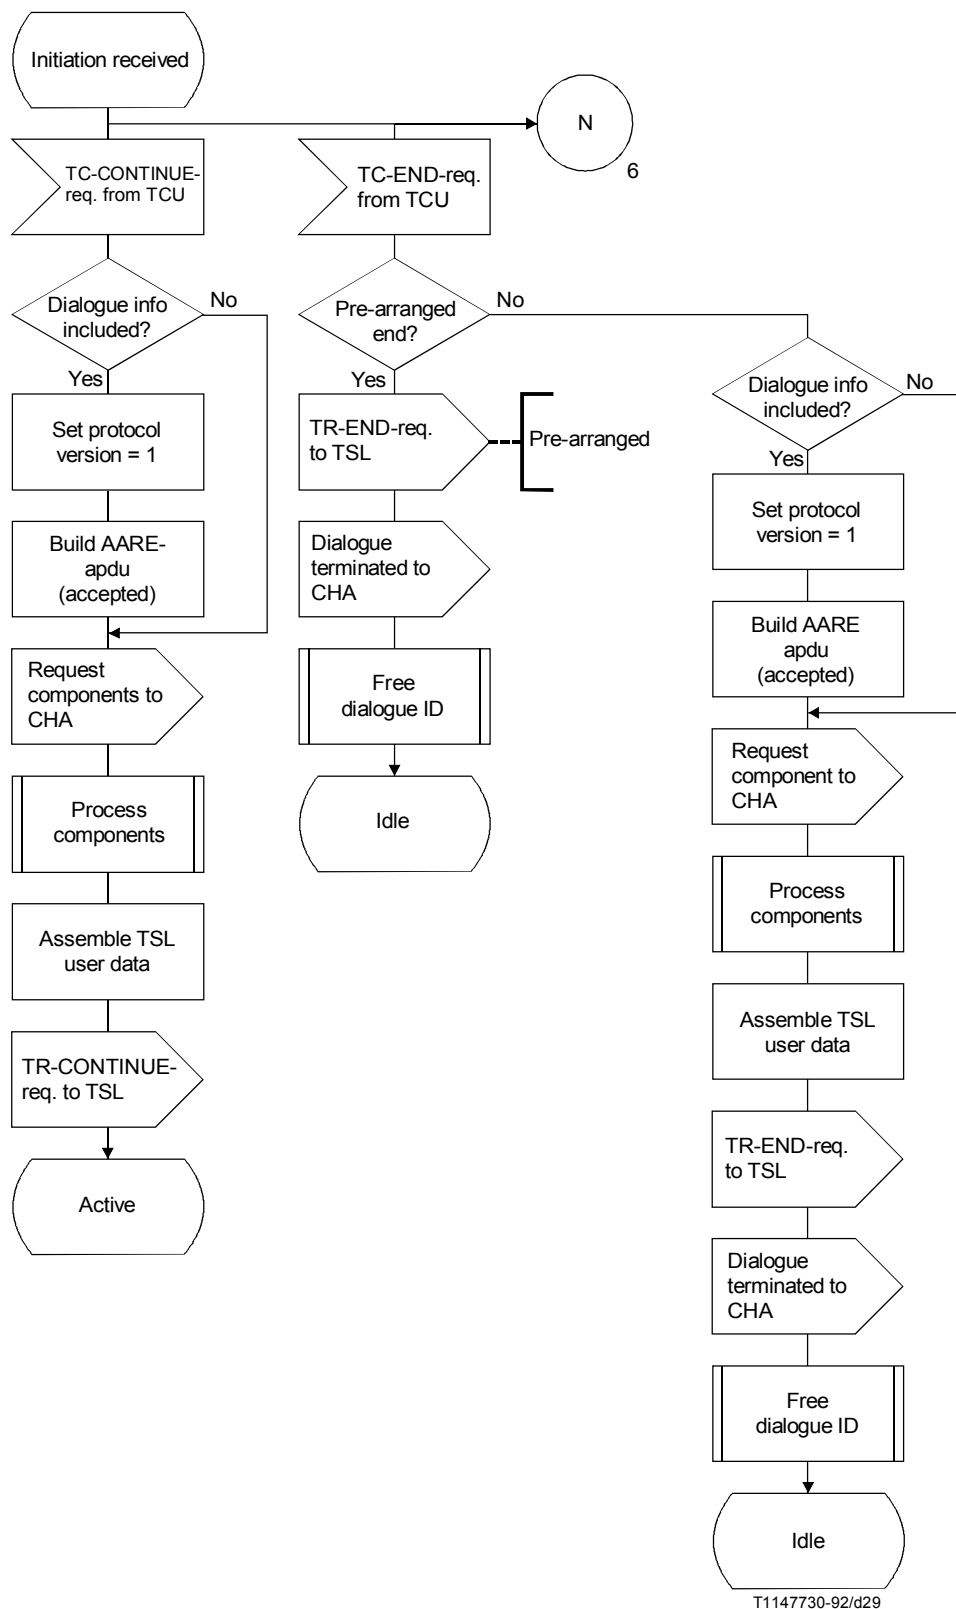 Initiation received
N
6
TC-CONTINUE-
req. from TCU
Dialogue info
included?
No
Yes
Set protocol
version = 1
Build AARE-
apdu
(accepted)
Request
components to
CHA
Process
components
Assemble TSL
user data
TR-CONTINUE-
req. to TSL
Active
TC-END-req.
from TCU
Pre-arranged
end?
No
Yes
TR-END-req.
to TSL
Pre-arranged
Dialogue
terminated to
CHA
Free
dialogue ID
Idle
Dialogue info
included?
No
Yes
Set protocol
version = 1
Build AARE
apdu
(accepted)
Request
component to
CHA
Process
components
Assemble TSL
user data
TR-END-req.
to TSL
Dialogue
terminated to
CHA
Free
dialogue ID
Idle
T1147730-92/d29